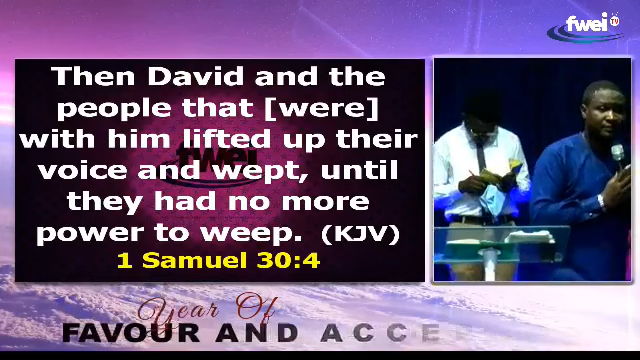 fwei TV
Then David and the
people that [were]
with him lifted up their
voice and wept, until
they had no more
power to weep. (KJV)
1 Samuel 30:4
Year Of
FAVOUR AND ACCE